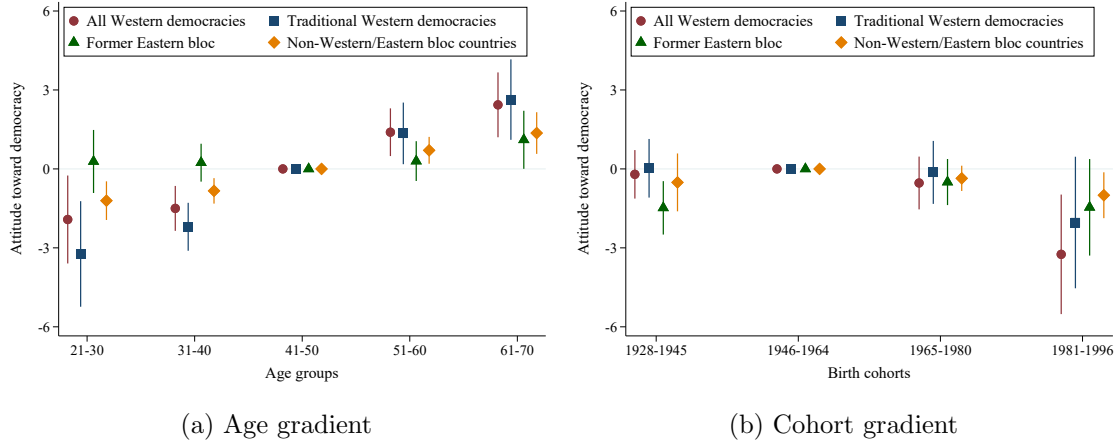 All Western democracies
Traditional Western democracies
Former Eastern bloc
Non-Western/Eastern bloc countries
Attitude toward democracy
6
3
0
-3
-6
21-30 31-40 41-50 51-60 61-70
Age groups
(a) Age gradient
All Western democracies
Traditional Western democracies
Former Eastern bloc
Non-Western/Eastern bloc countries
Attitude toward democracy
6
3
0
-3
-6
1928-1945 1946-1964 1965-1980 1981-1996
Birth cohorts
(b) Cohort gradient